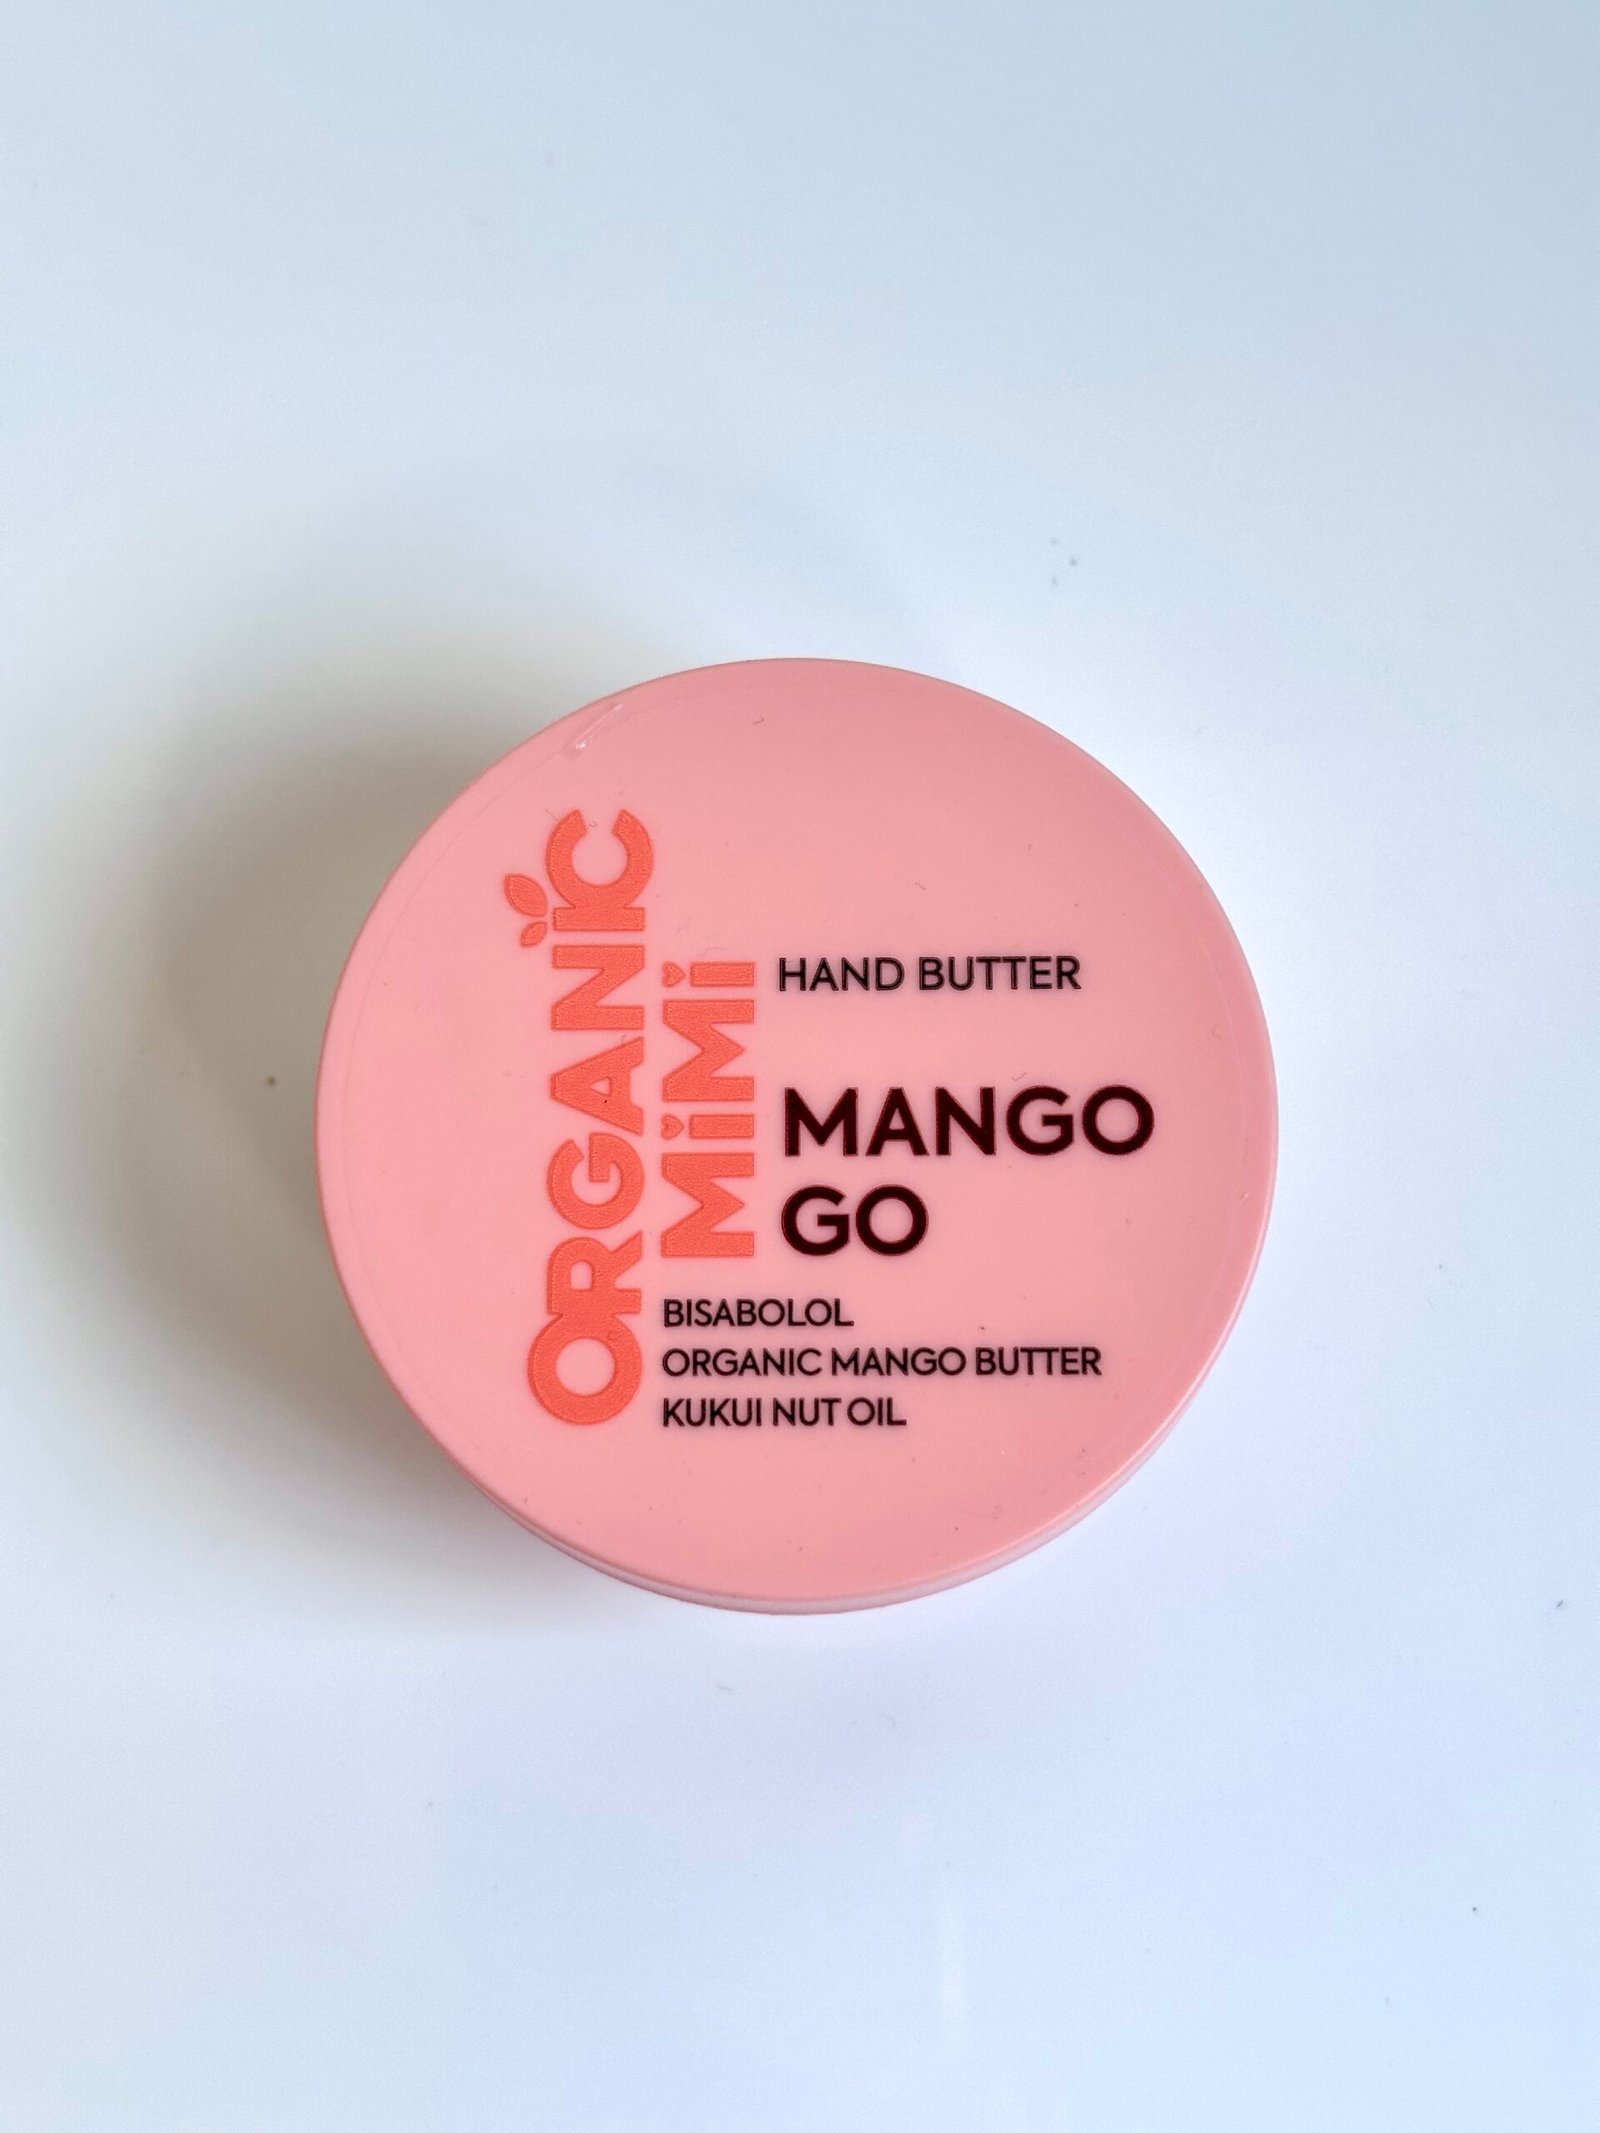 ORGANIC
MiMi
HAND BUTTER
MANGO
GO
BISABOLOL
ORGANIC MANGO BUTTER
KUKUI NUT OIL